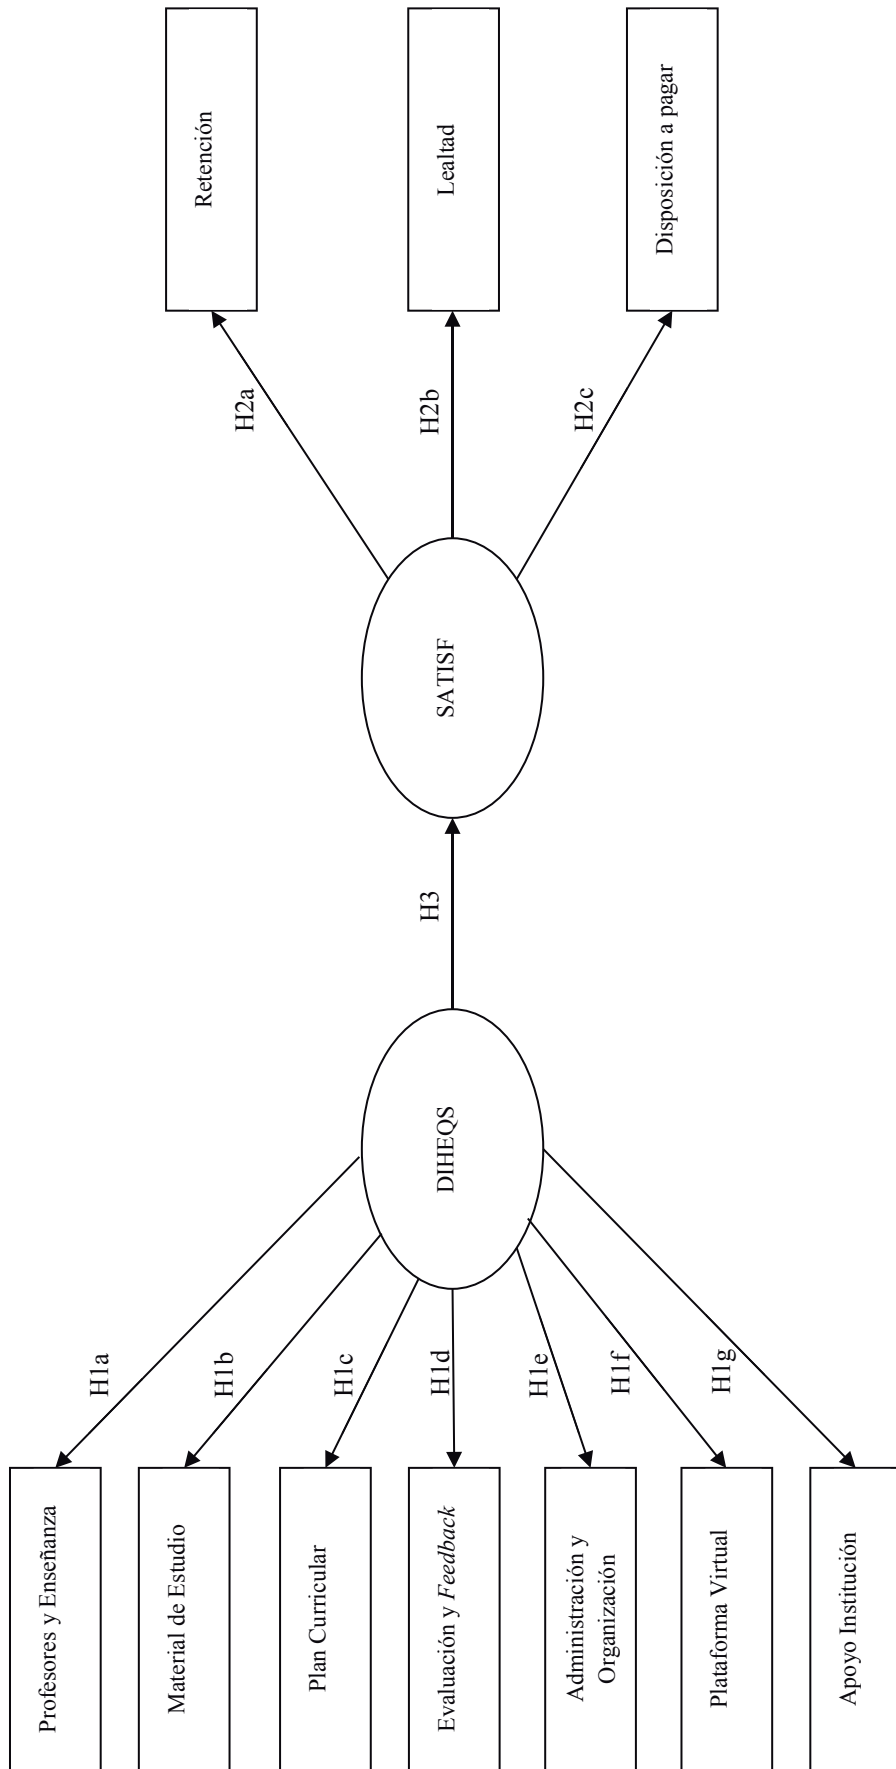 Profesores y Enseñanza
Material de Estudio
Plan Curricular
Evaluación y Feedback
Administración y
Organización
Plataforma Virtual
Apoyo Institución
H1a
H1b
H1c
H1d
H1e
H1f
H1g
DIHEQS
H3
SATISF
H2a
H2b
H2c
Retención
Lealtad
Disposición a pagar